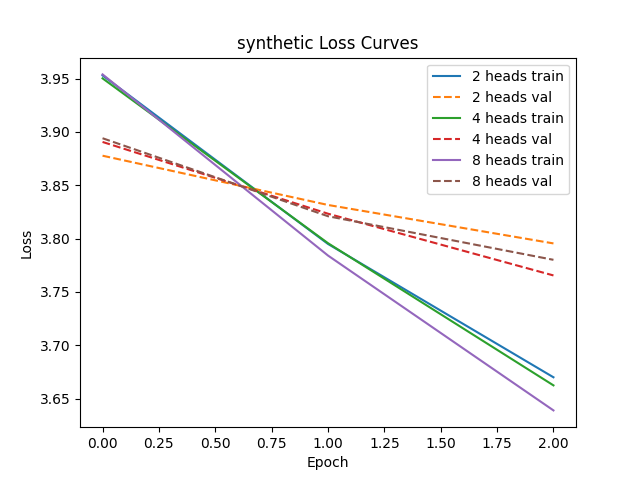 synthetic Loss Curves
Loss
3.95
3.90
3.85
3.80
3.75
3.70
3.65
2 heads train
2 heads val
4 heads train
4 heads val
8 heads train
8 heads val
0.00 0.25 0.50 0.75 1.00 1.25 1.50 1.75 2.00
Epoch